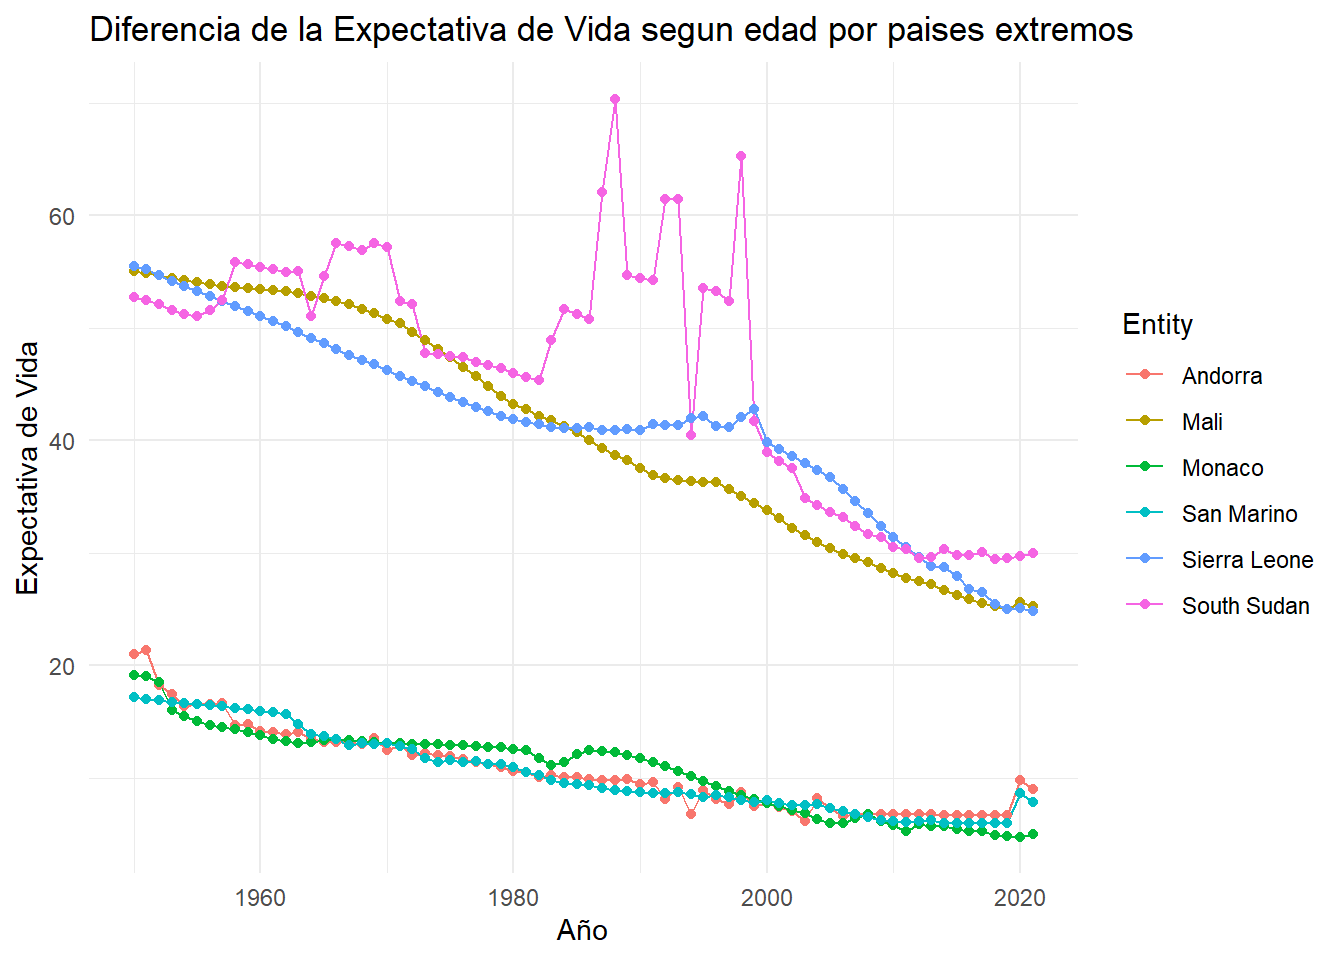 Diferencia de la Expectativa de Vida segun edad por paises extremos
Expectativa de Vida
60
40
20
1960
1980
2000
2020
Año
Entity
Andorra
Mali
Monaco
San Marino
Sierra Leone
South Sudan